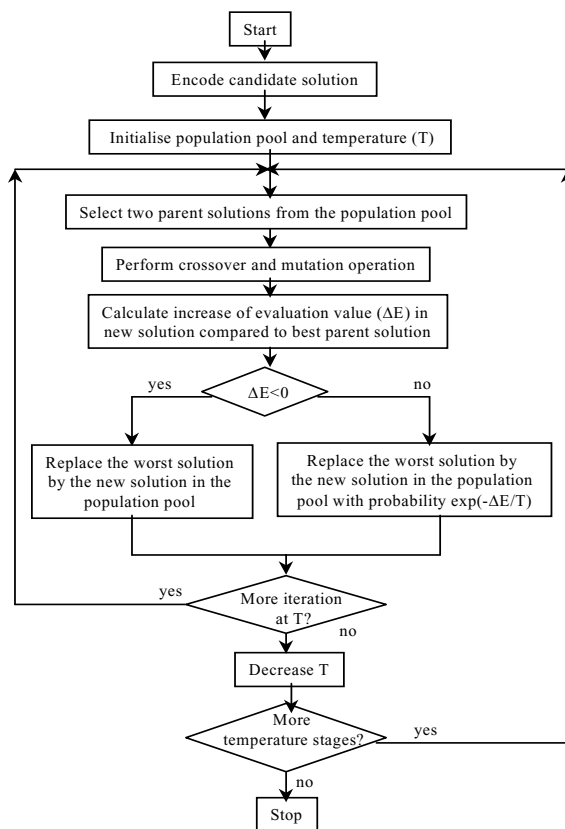 Start
Encode candidate solution
Initialise population pool and temperature (T)
Select two parent solutions from the population pool
Perform crossover and mutation operation
Calculate increase of evaluation value (ΔE) in
new solution compared to best parent solution
yes
no
ΔE<0
Replace the worst solution
by the new solution in the
population pool
Replace the worst solution by
the new solution in the population
pool with probability exp(-ΔE/T)
yes
More iteration
at T?
no
Decrease T
More
temperature stages?
yes
no
Stop